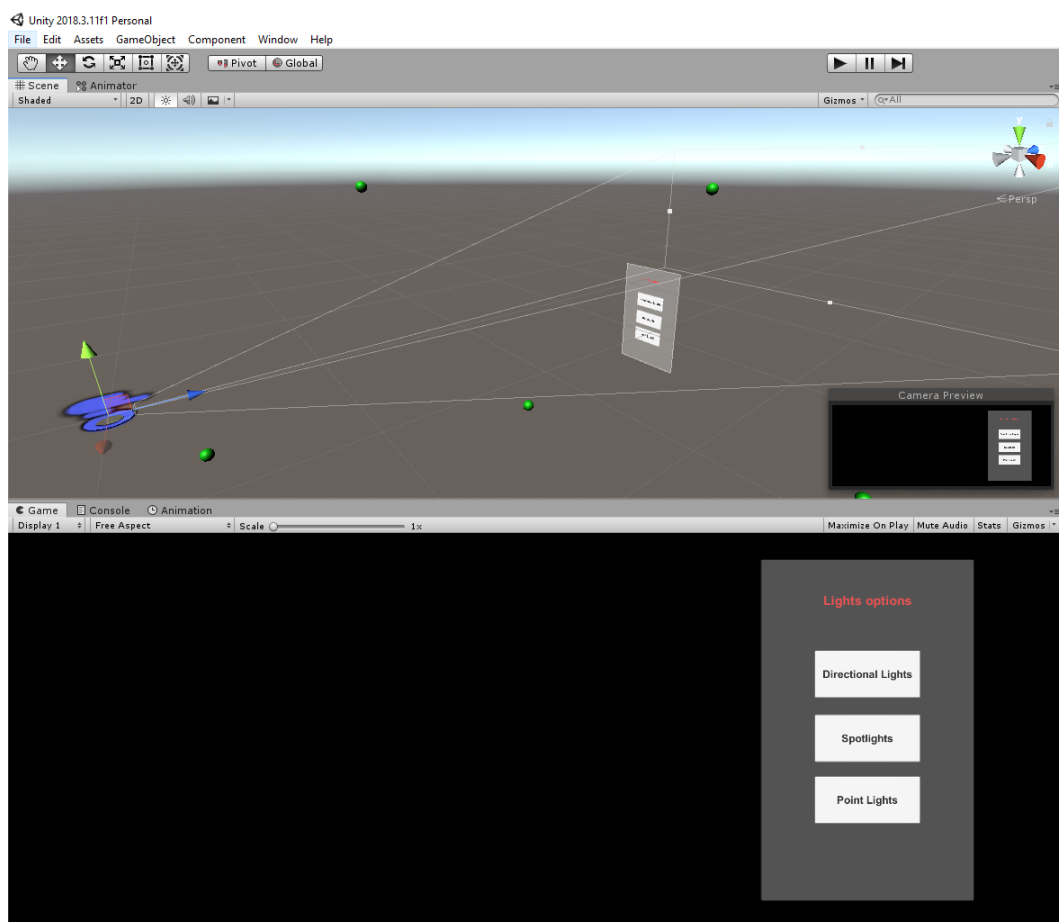 Unity 2018.3.11f1 Personal
File Edit Assets GameObject Component Window Help
Pivot Global
Scene Animator
Shaded 2D Gizmos All
y
Persp
Camera Preview
Game Console Animation
Display 1 Free Aspect Scale 1x Maximize On Play Mute Audio Stats Gizmos
Lights options
Directional Lights
Spotlights
Point Lights